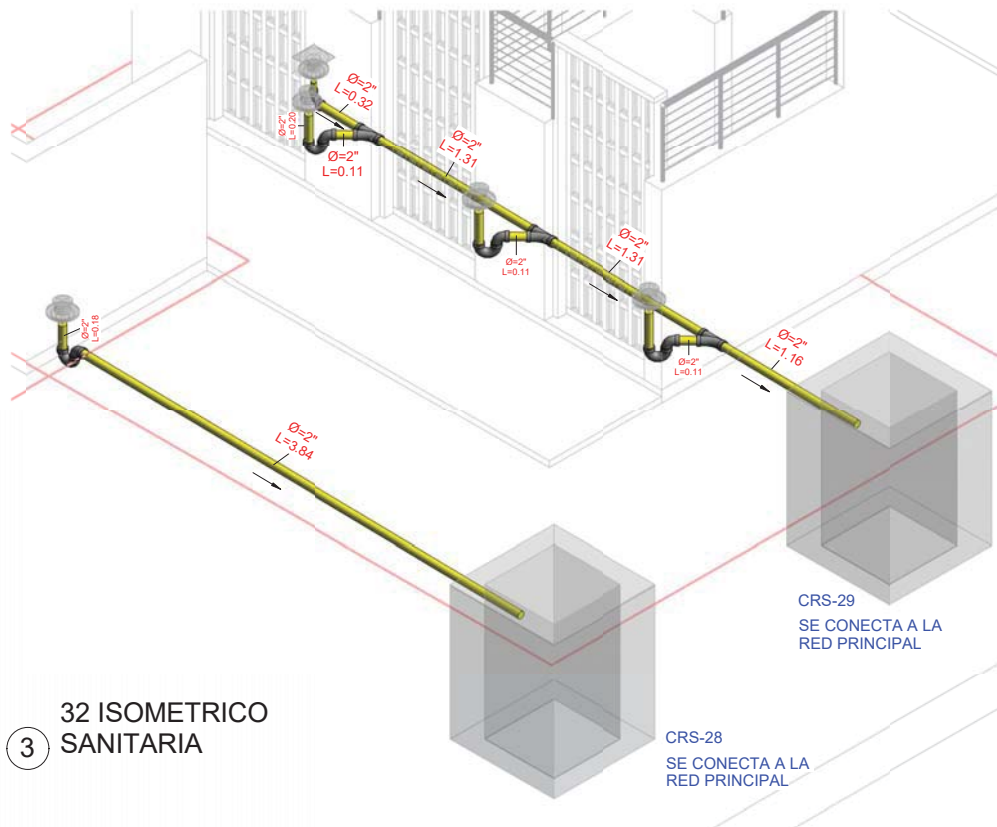 Ø=2"
L=0.32
Ø=2"
L=0.20
Ø=2"
L=0.11
Ø=2"
L=1.31
Ø=2"
L=0.11
Ø=2"
L=1.31
Ø=2"
L=0.11
Ø=2"
L=1.16
Ø=2"
L=0.18
Ø=2"
L=3.84
CRS-29
SE CONECTA A LA
RED PRINCIPAL
CRS-28
SE CONECTA A LA
RED PRINCIPAL
3
32 ISOMETRICO
SANITARIA